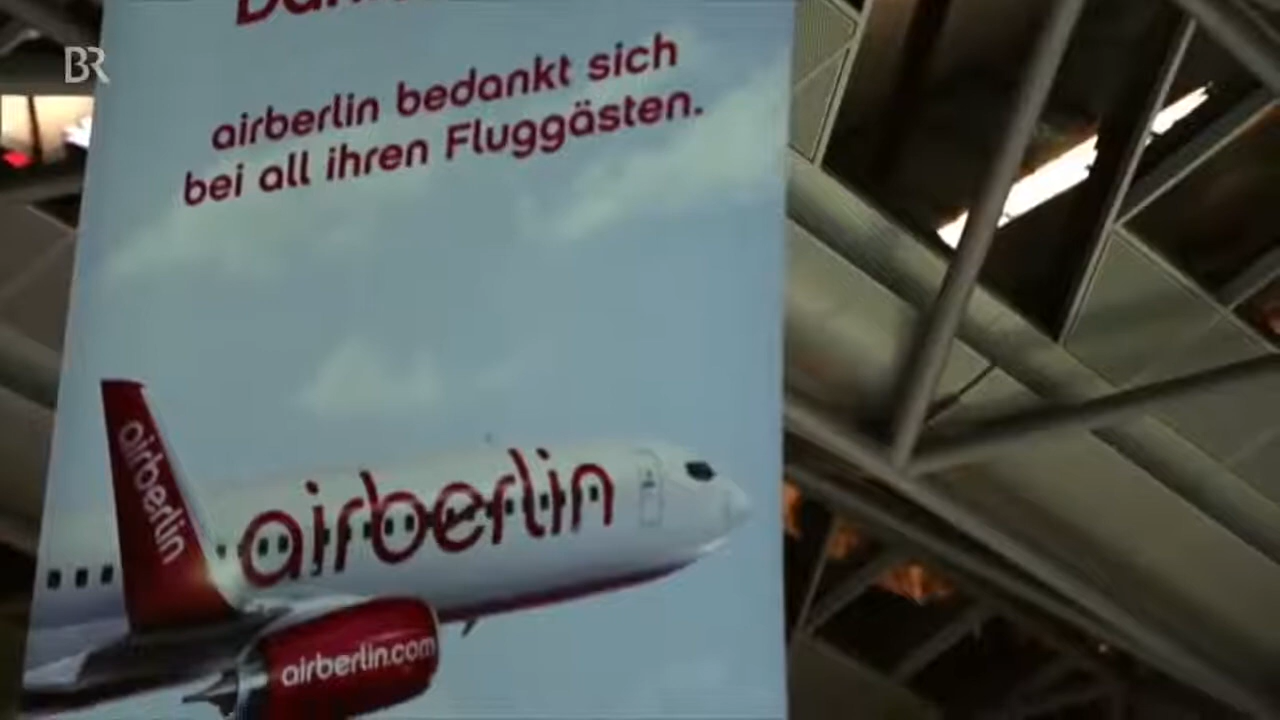 BR
airberlin bedankt sich
bei all ihren Fluggästen.
airberlin
airberlin
airberlin.com